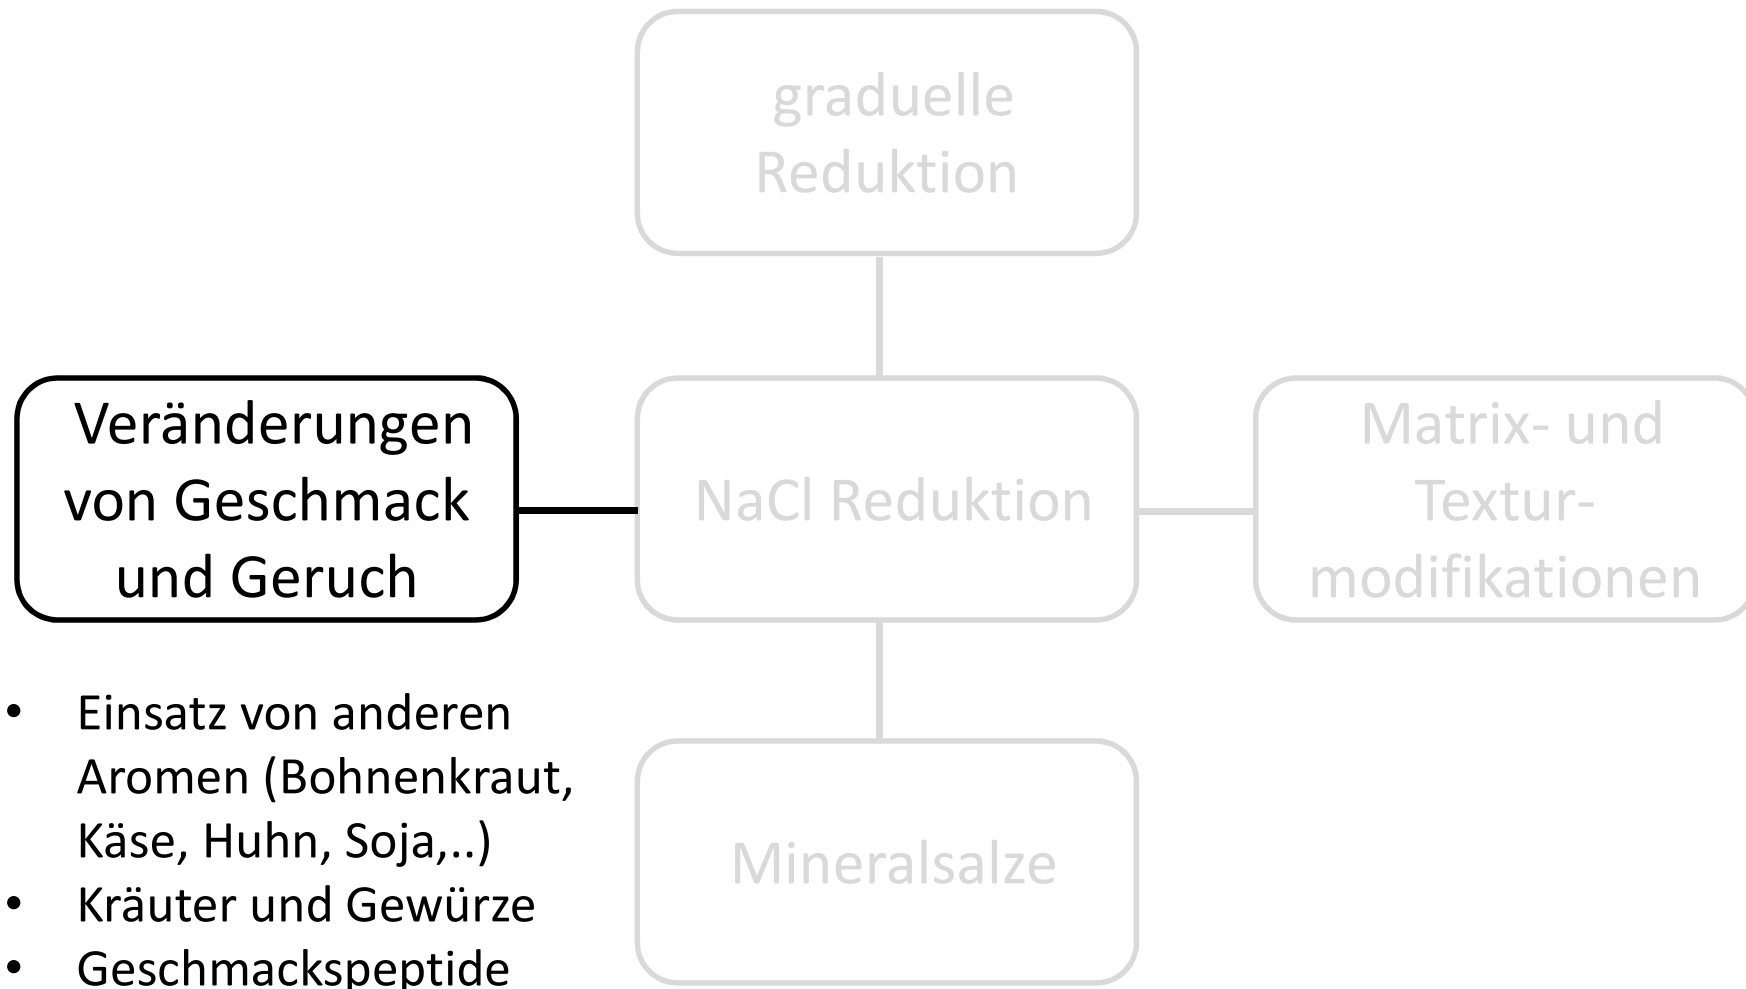 graduelle
Reduktion
Veränderungen
von Geschmack
und Geruch
NaCl Reduktion
Matrix- und
Textur-
modifikationen
• Einsatz von anderen
Aromen (Bohnenkraut,
Käse, Huhn, Soja,..)
• Kräuter und Gewürze
• Geschmackspeptide
Mineralsalze